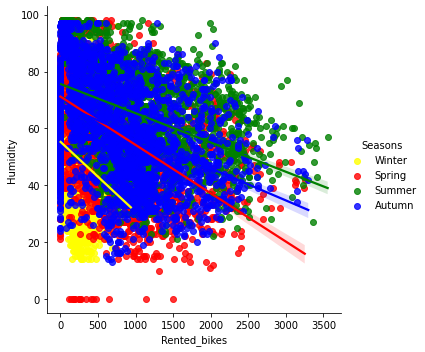 100
80
60
40
20
0
Humidity
0
500
1000
1500
2000
2500
3000
3500
Rented_bikes
Seasons
Winter
Spring
Summer
Autumn